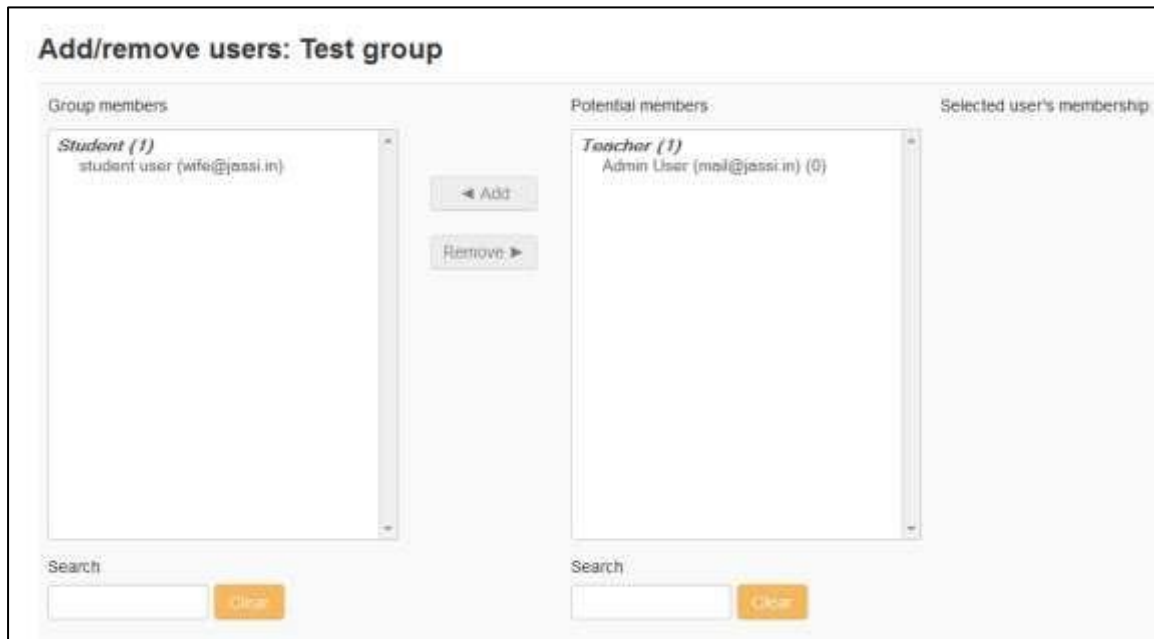 Add/remove users: Test group
Group members
Potential members
Selected user's membership
Student (1)
student user (wife@jassi.in)
Teacher (1)
Admin User (mail@jassi.in) (0)
◄ Add
Remove ►
Search
Clear
Search
Clear